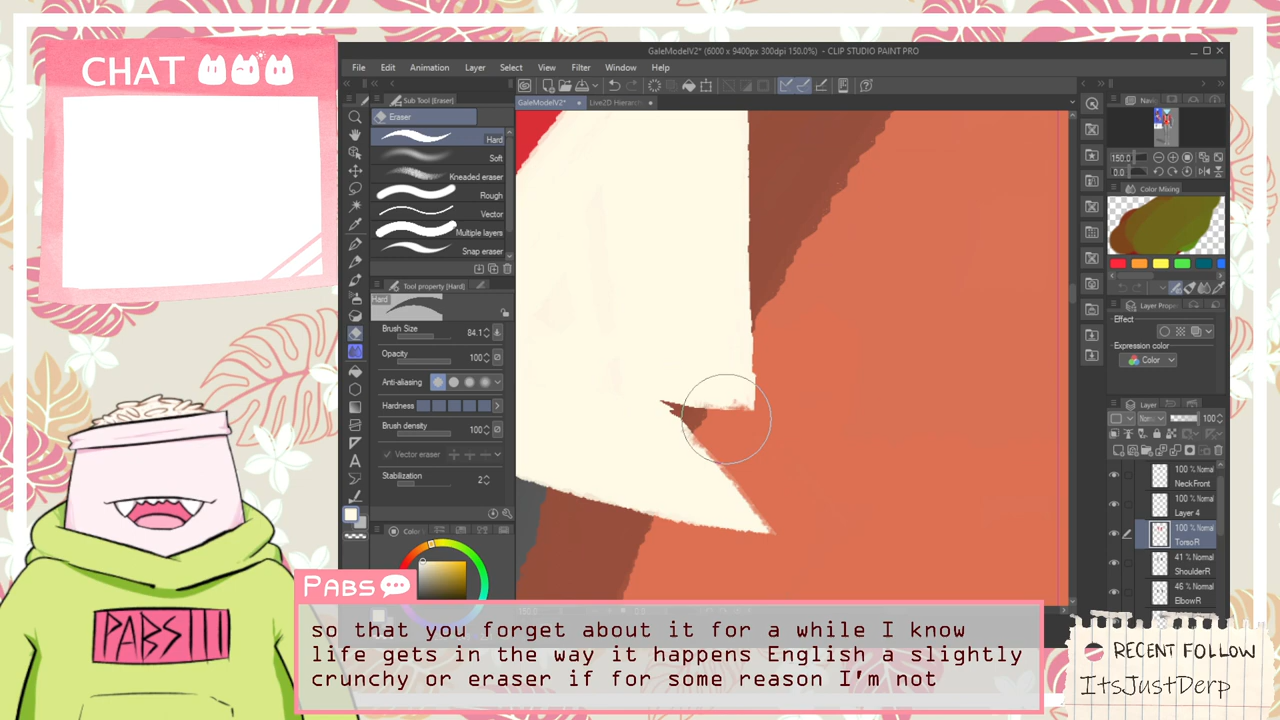 CHAT
GaleModelV2* (6000 x 9400px 300dpi 150.0%) - CLIP STUDIO PAINT PRO
File Edit Animation Layer Select View Filter Window Help
Sub Tool [Eraser]
GaleModelV2*
Live2D Hierarch
Eraser
Hard
Soft
Kneaded eraser
Rough
Vector
Multiple layers
Snap eraser
Tool property [Hard]
Hard
Brush Size 84.1
Opacity 100
Anti-aliasing
Hardness
Brush density 100
Vector eraser
Stabilization 2
Color
150.0
0.0
Color Mixing
Layer Prope
Effect
Expression color
Color
Layer
100
100 % Normal
NeckFront
100 % Normal
Layer 4
100 % Normal
TorsoR
41 % Normal
ShoulderR
46 % Normal
ElbowR
PABS
so that you forget about it for a while I know
life gets in the way it happens English a slightly
crunchy or eraser if for some reason I'm not
PABS
RECENT FOLLOW
ItsJustDerp